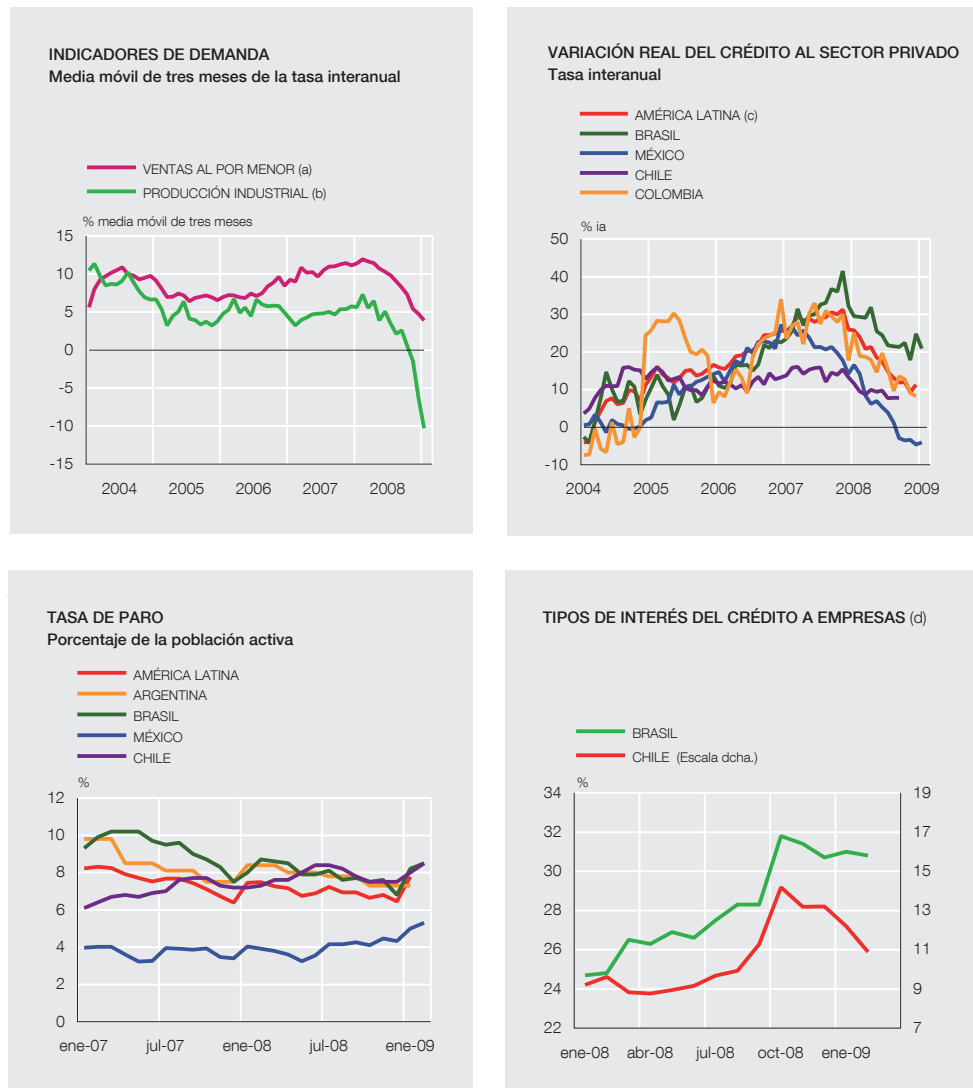 INDICADORES DE DEMANDA
Media móvil de tres meses de la tasa interanual
VENTAS AL POR MENOR (a)
PRODUCCIÓN INDUSTRIAL (b)
% media móvil de tres meses
15
10
5
0
-5
-10
-15
2004 2005 2006 2007 2008
VARIACIÓN REAL DEL CRÉDITO AL SECTOR PRIVADO
Tasa interanual
AMÉRICA LATINA (c)
BRASIL
MÉXICO
CHILE
COLOMBIA
% ia
50
40
30
20
10
0
-10
2004 2005 2006 2007 2008 2009
TASA DE PARO
Porcentaje de la población activa
AMÉRICA LATINA
ARGENTINA
BRASIL
MÉXICO
CHILE
%
12
10
8
6
4
2
0
ene-07 jul-07 ene-08 jul-08 ene-09
TIPOS DE INTERÉS DEL CRÉDITO A EMPRESAS (d)
BRASIL
CHILE (Escala dcha.)
%
34 19
32 17
30 15
28 13
26 11
24 9
22 7
ene-08 abr-08 jul-08 oct-08 ene-09